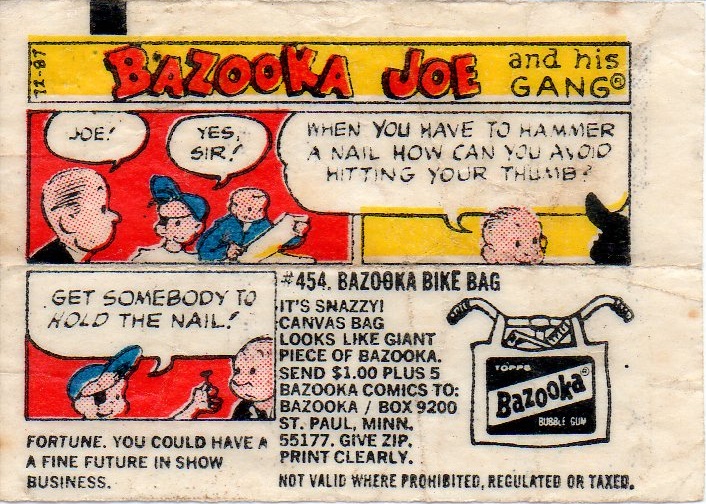 71-87
BAZOOKA JOE
and his
GANG®
JOE!
YES,
SIR!
WHEN YOU HAVE TO HAMMER
A NAIL HOW CAN YOU AVOID
HITTING YOUR THUMB?
GET SOMEBODY TO
HOLD THE NAIL!
FORTUNE. YOU COULD HAVE A
A FINE FUTURE IN SHOW
BUSINESS.
#454. BAZOOKA BIKE BAG
IT'S SNAZZY!
CANVAS BAG
LOOKS LIKE GIANT
PIECE OF BAZOOKA.
SEND $1.00 PLUS 5
BAZOOKA COMICS TO:
BAZOOKA / BOX 9200
ST. PAUL, MINN.
55177. GIVE ZIP.
PRINT CLEARLY.
TOPPS
Bazooka®
BUBBLE GUM
NOT VALID WHERE PROHIBITED, REGULATED OR TAXED.